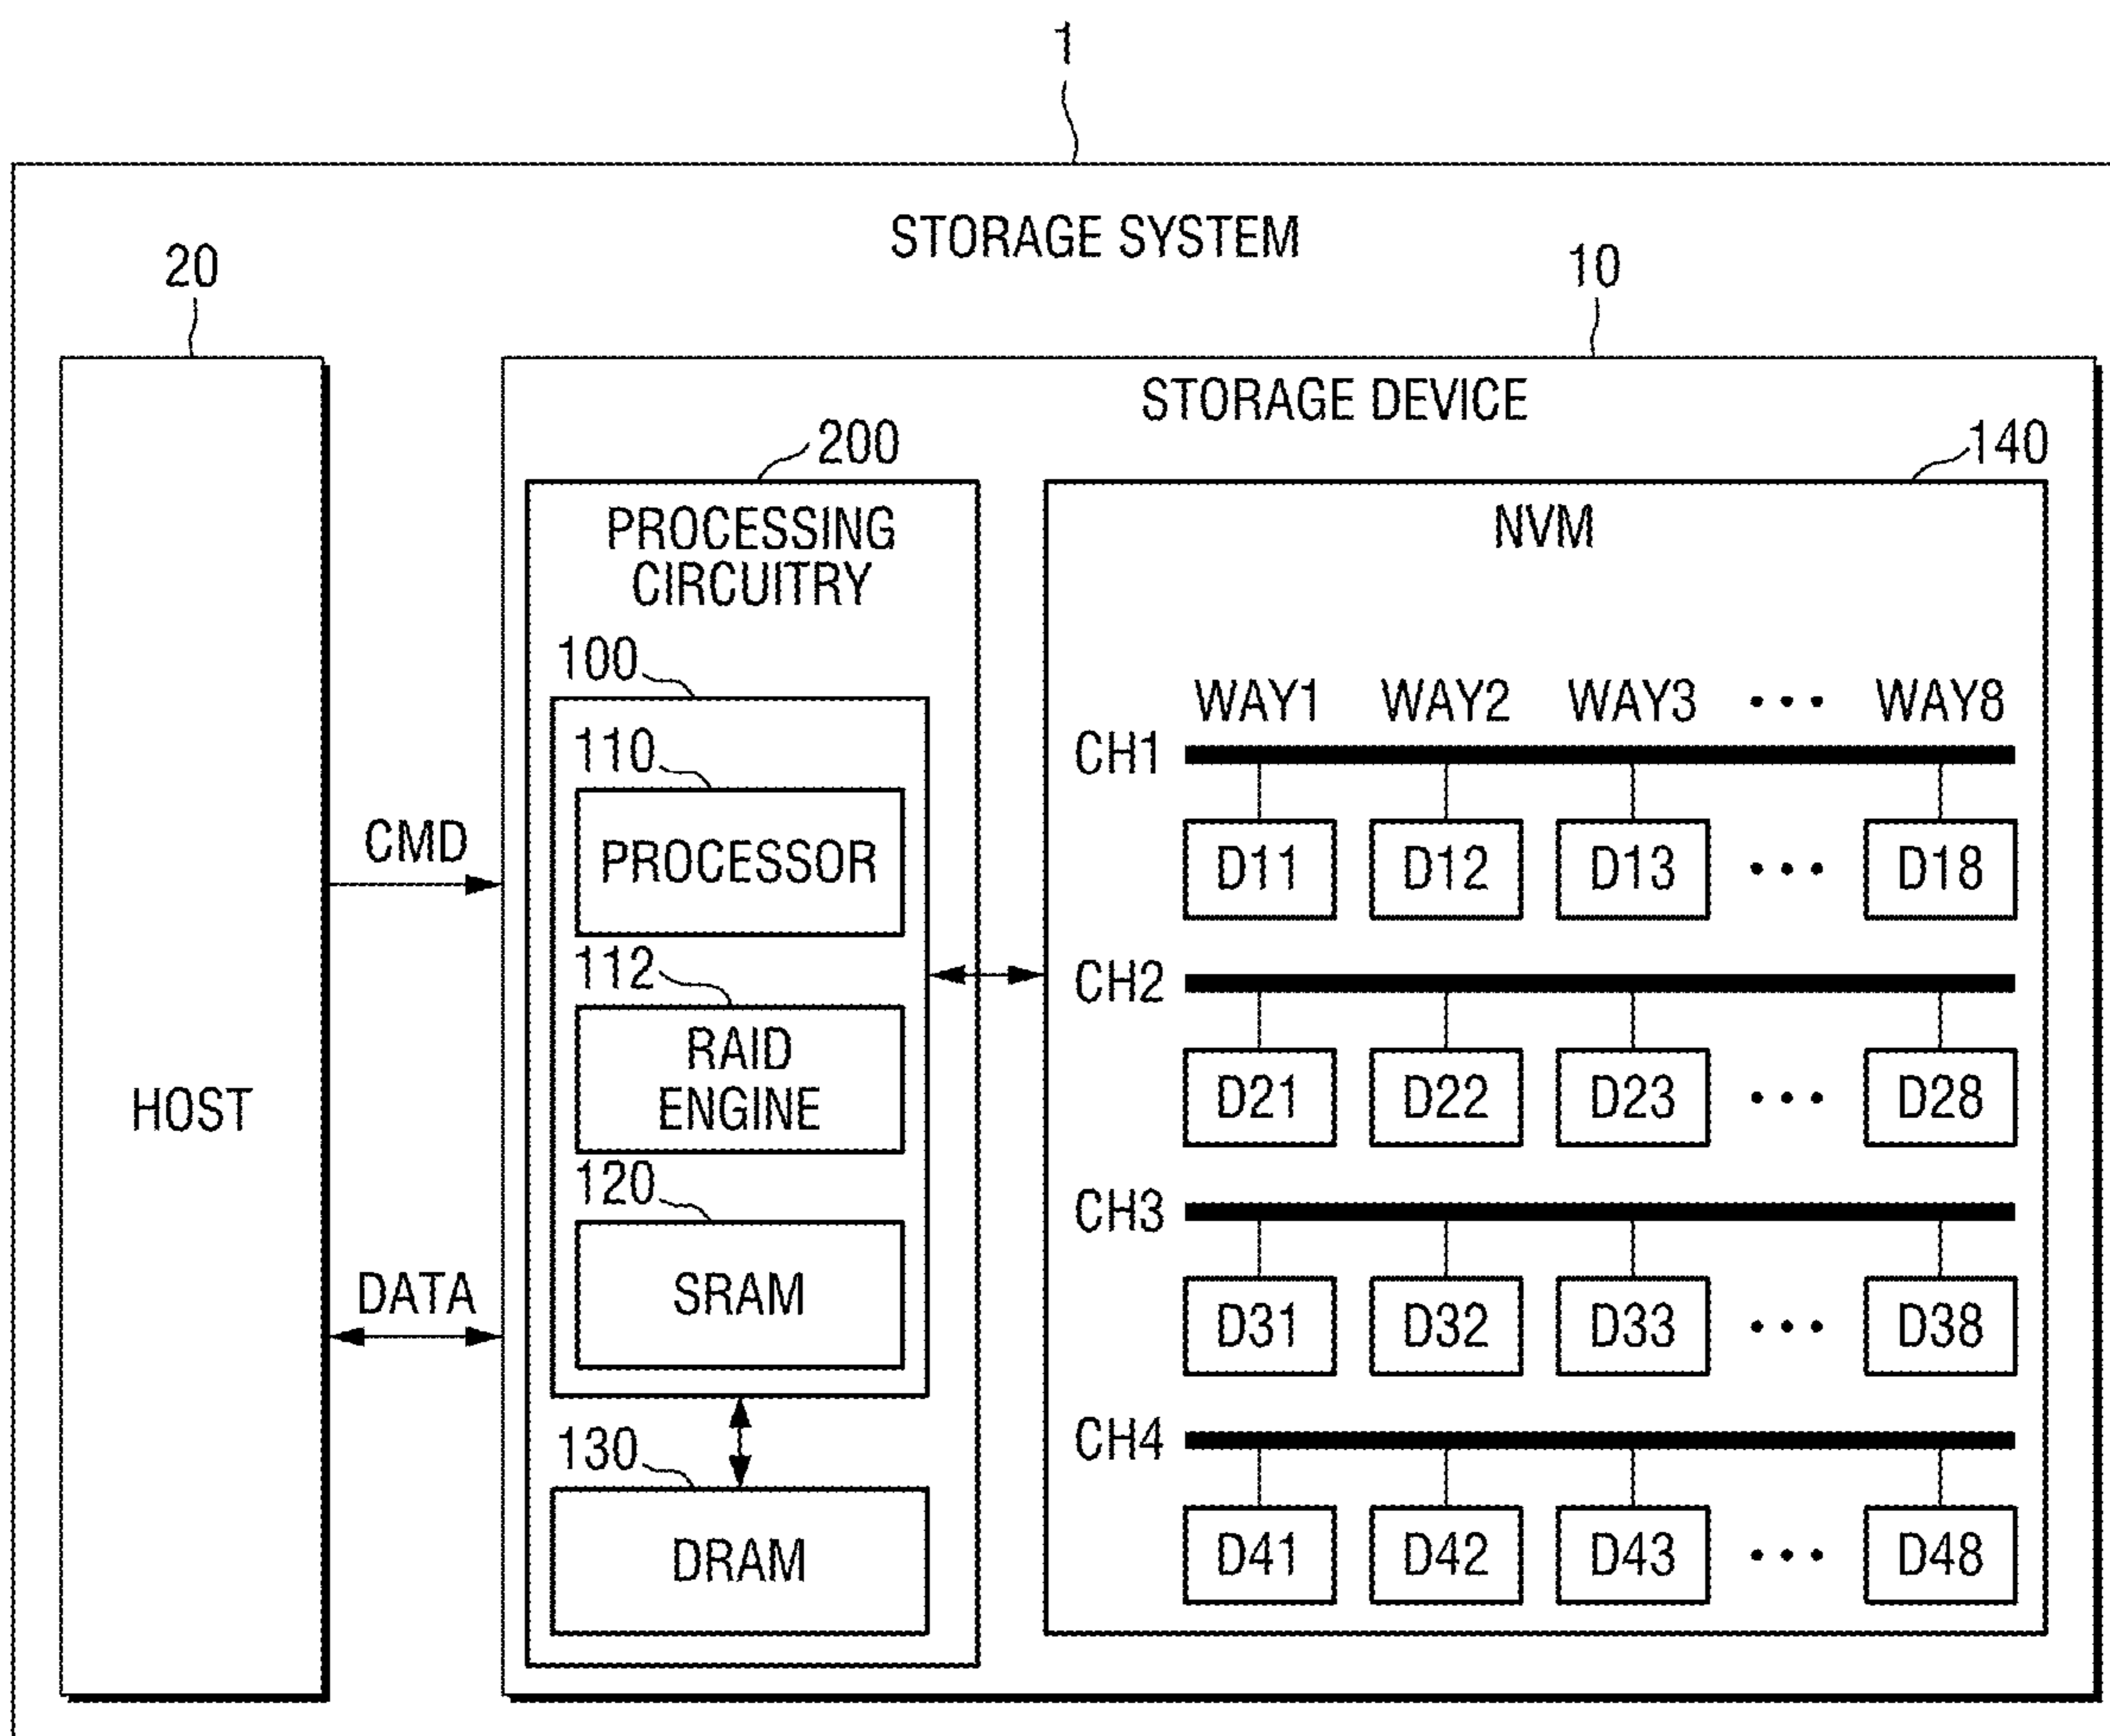 1
STORAGE SYSTEM
20
10
STORAGE DEVICE
200
140
PROCESSING
CIRCUITRY
NVM
100
110
PROCESSOR
112
RAID
ENGINE
120
SRAM
130
DRAM
HOST
CMD
DATA
WAY1 WAY2 WAY3 ••• WAY8
CH1
D11 D12 D13 ••• D18
CH2
D21 D22 D23 ••• D28
CH3
D31 D32 D33 ••• D38
CH4
D41 D42 D43 ••• D48